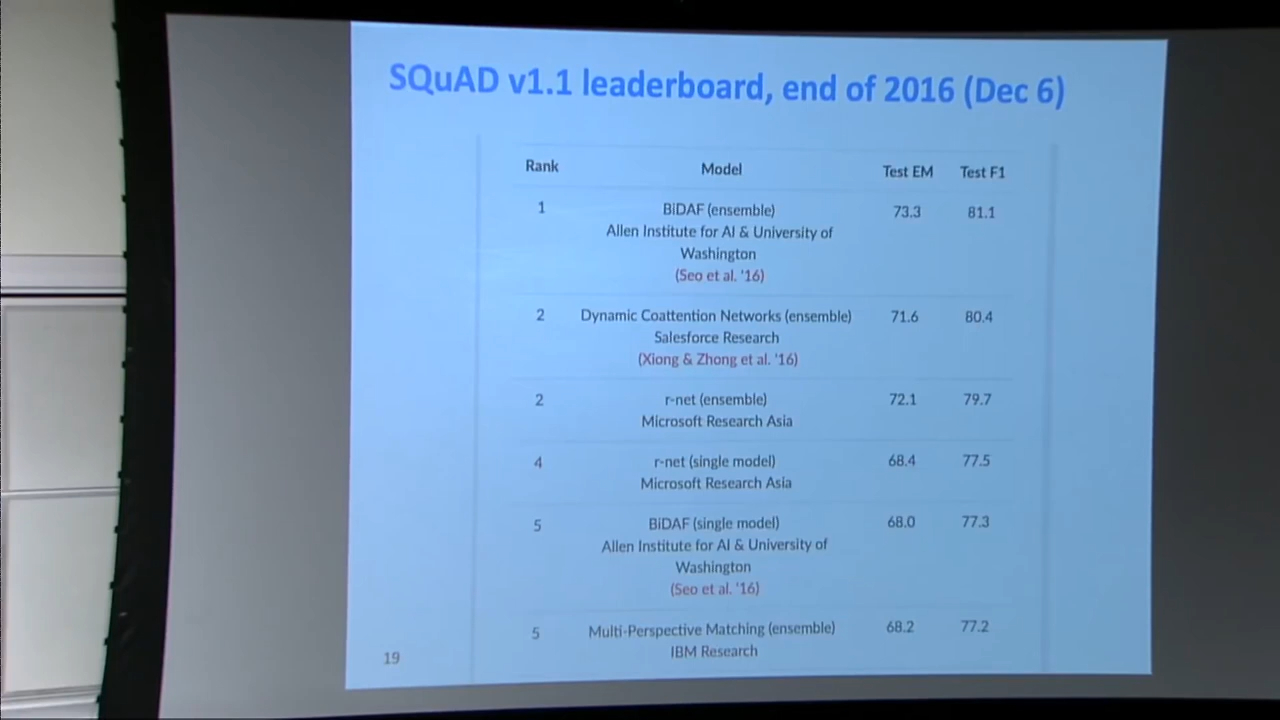 SQuAD v1.1 leaderboard, end of 2016 (Dec 6)
Rank Model Test EM Test F1
1 BiDAF (ensemble) 73.3 81.1
Allen Institute for AI & University of
Washington
(Seo et al. '16)
2 Dynamic Coattention Networks (ensemble) 71.6 80.4
Salesforce Research
(Xiong & Zhong et al. '16)
2 r-net (ensemble) 72.1 79.7
Microsoft Research Asia
4 r-net (single model) 68.4 77.5
Microsoft Research Asia
5 BiDAF (single model) 68.0 77.3
Allen Institute for AI & University of
Washington
(Seo et al. '16)
5 Multi-Perspective Matching (ensemble) 68.2 77.2
IBM Research
19